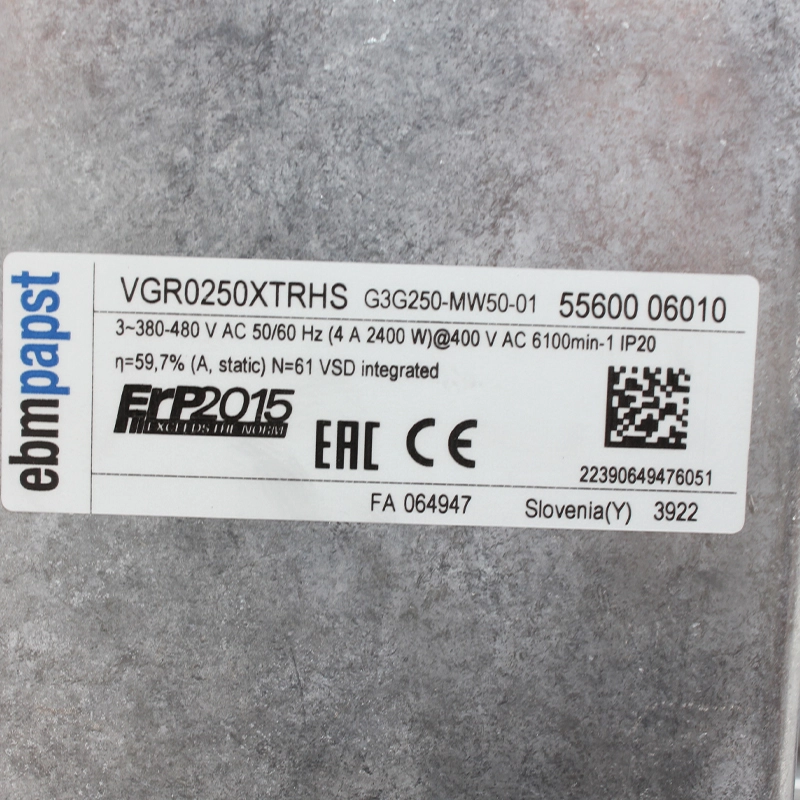 ebmpapst
VGR0250XTRHS G3G250-MW50-01 55600 06010
3~380-480 V AC 50/60 Hz (4 A 2400 W)@400 V AC 6100min-1 IP20
η=59,7% (A, static) N=61 VSD integrated
ErP2015
EXCEEDS THE NORM
EAC CE
22390649476051
FA 064947 Slovenia(Y) 3922